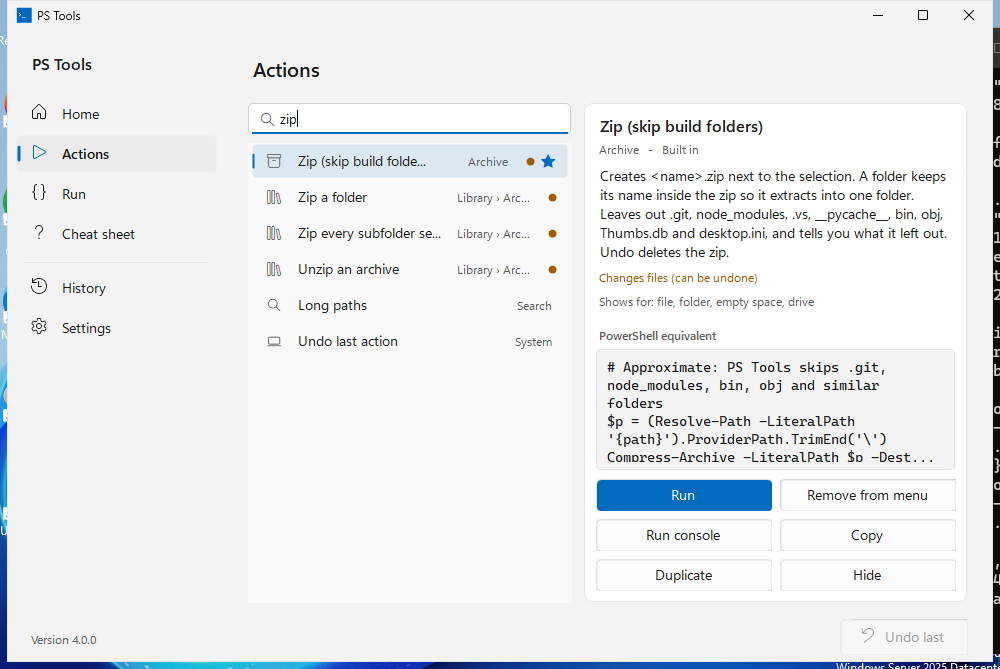 PS Tools
PS Tools
Home
Actions
Run
Cheat sheet
History
Settings
Version 4.0.0
Actions
zip
Zip (skip build folde... Archive
Zip a folder Library › Arc...
Zip every subfolder se... Library › Arc...
Unzip an archive Library › Arc...
Long paths Search
Undo last action System
Zip (skip build folders)
Archive - Built in
Creates <name>.zip next to the selection. A folder keeps
its name inside the zip so it extracts into one folder.
Leaves out .git, node_modules, .vs, __pycache__, bin, obj,
Thumbs.db and desktop.ini, and tells you what it left out.
Undo deletes the zip.
Changes files (can be undone)
Shows for: file, folder, empty space, drive
PowerShell equivalent
# Approximate: PS Tools skips .git,
node_modules, bin, obj and similar
folders
$p = (Resolve-Path -LiteralPath
'{path}').ProviderPath.TrimEnd('\')
Compress-Archive -LiteralPath $p -Dest...
Run
Remove from menu
Run console
Copy
Duplicate
Hide
Undo last
Windows Server 2025 Datacent